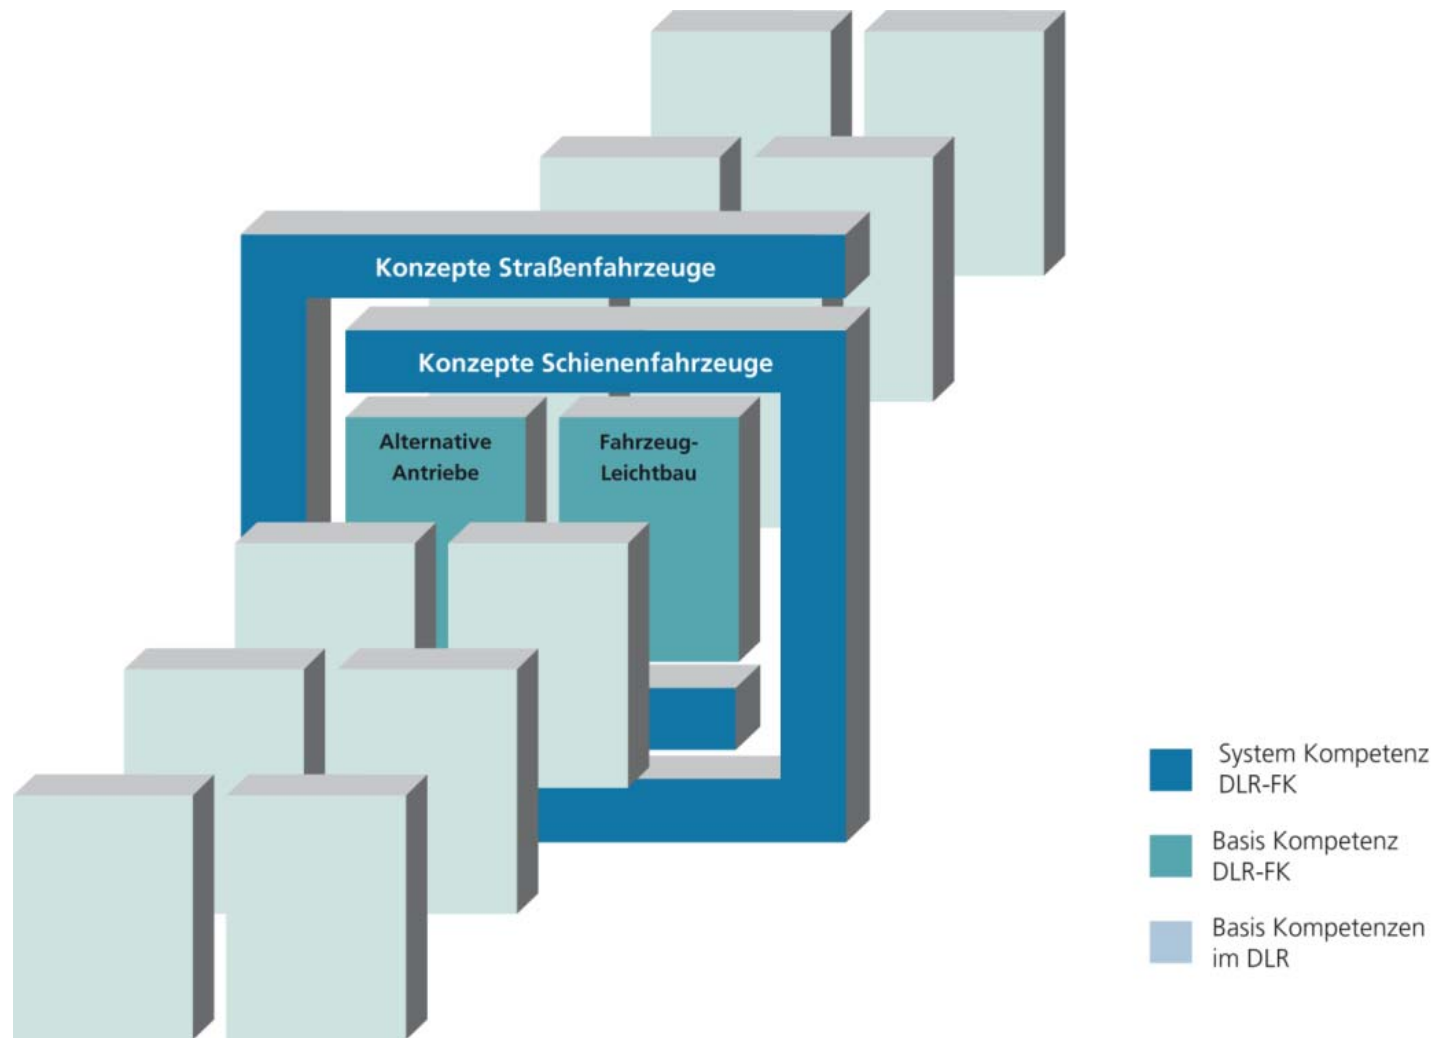 Konzepte Straßenfahrzeuge
Konzepte Schienenfahrzeuge
Alternative
Antriebe
Fahrzeug-
Leichtbau
System Kompetenz
DLR-FK
Basis Kompetenz
DLR-FK
Basis Kompetenzen
im DLR